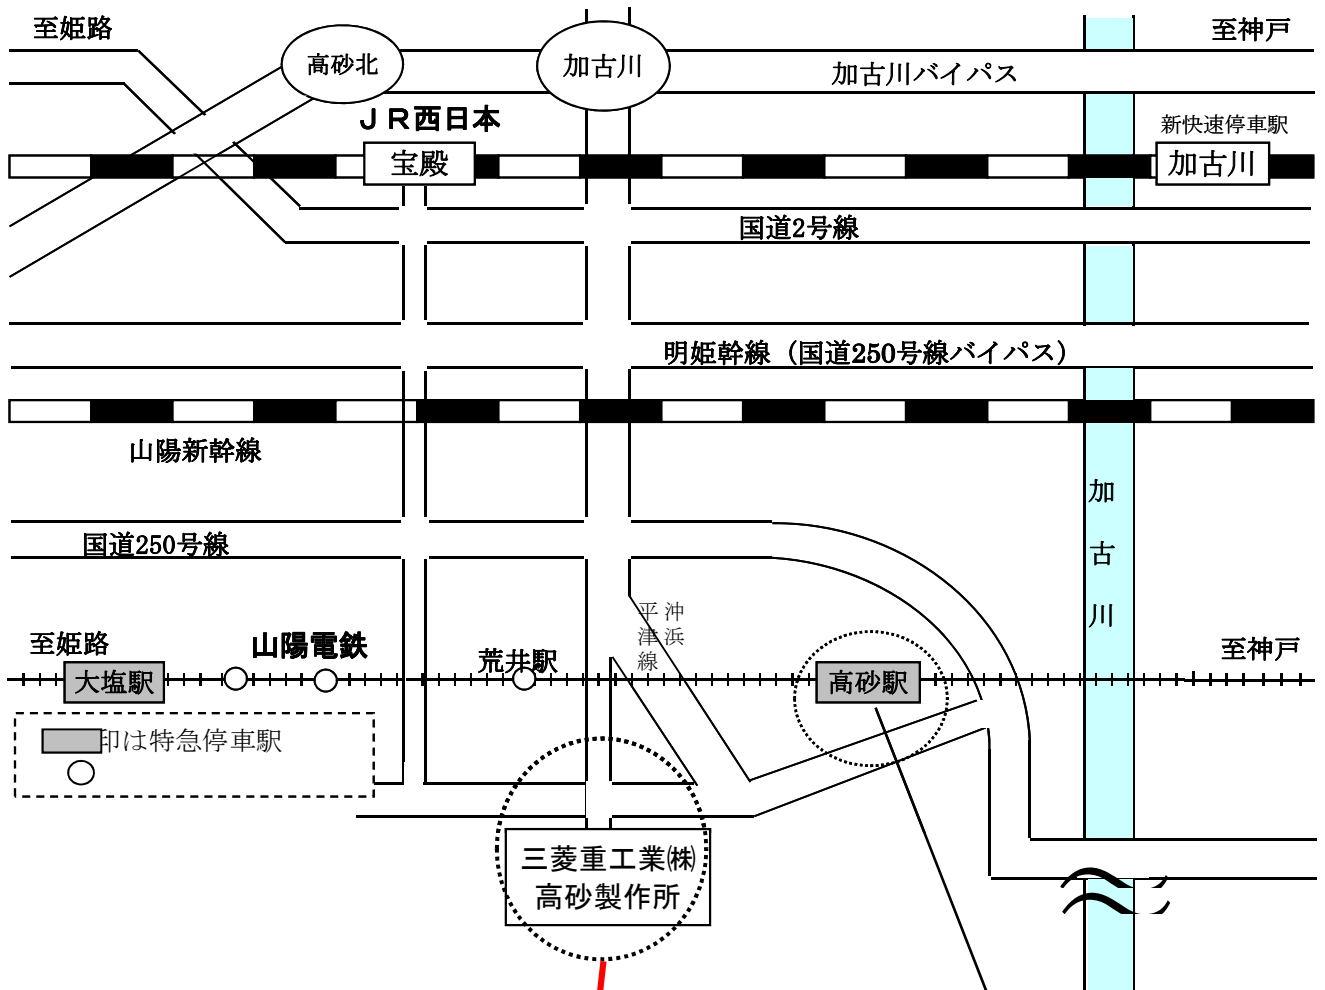 至姫路
至神戸
高砂北
加古川
加古川バイパス
ＪＲ西日本
新快速停車駅
宝殿
加古川
国道2号線
明姫幹線（国道250号線バイパス）
山陽新幹線
加古川
国道250号線
沖浜
平津線
至姫路
山陽電鉄
荒井駅
至神戸
大塩駅
高砂駅
印は特急停車駅
三菱重工業㈱
高砂製作所